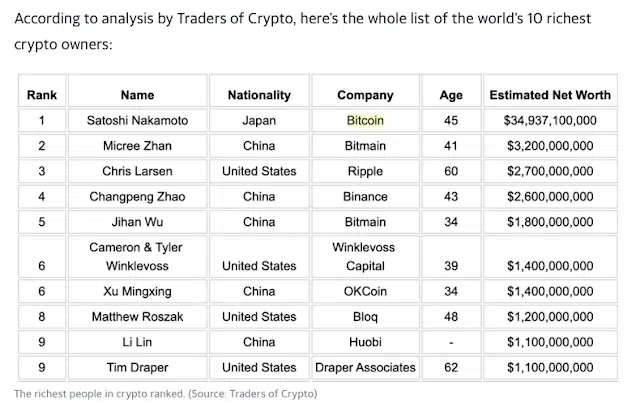 According to analysis by Traders of Crypto, here's the whole list of the world's 10 richest
crypto owners:
Rank Name Nationality Company Age Estimated Net Worth
1 Satoshi Nakamoto Japan Bitcoin 45 $34,937,100,000
2 Micree Zhan China Bitmain 41 $3,200,000,000
3 Chris Larsen United States Ripple 60 $2,700,000,000
4 Changpeng Zhao China Binance 43 $2,600,000,000
5 Jihan Wu China Bitmain 34 $1,800,000,000
Cameron & Tyler Winklevoss
6 Winklevoss United States Capital 39 $1,400,000,000
6 Xu Mingxing China OKCoin 34 $1,400,000,000
8 Matthew Roszak United States Bloq 48 $1,200,000,000
9 Li Lin China Huobi - $1,100,000,000
9 Tim Draper United States Draper Associates 62 $1,100,000,000
The richest people in crypto ranked. (Source: Traders of Crypto)